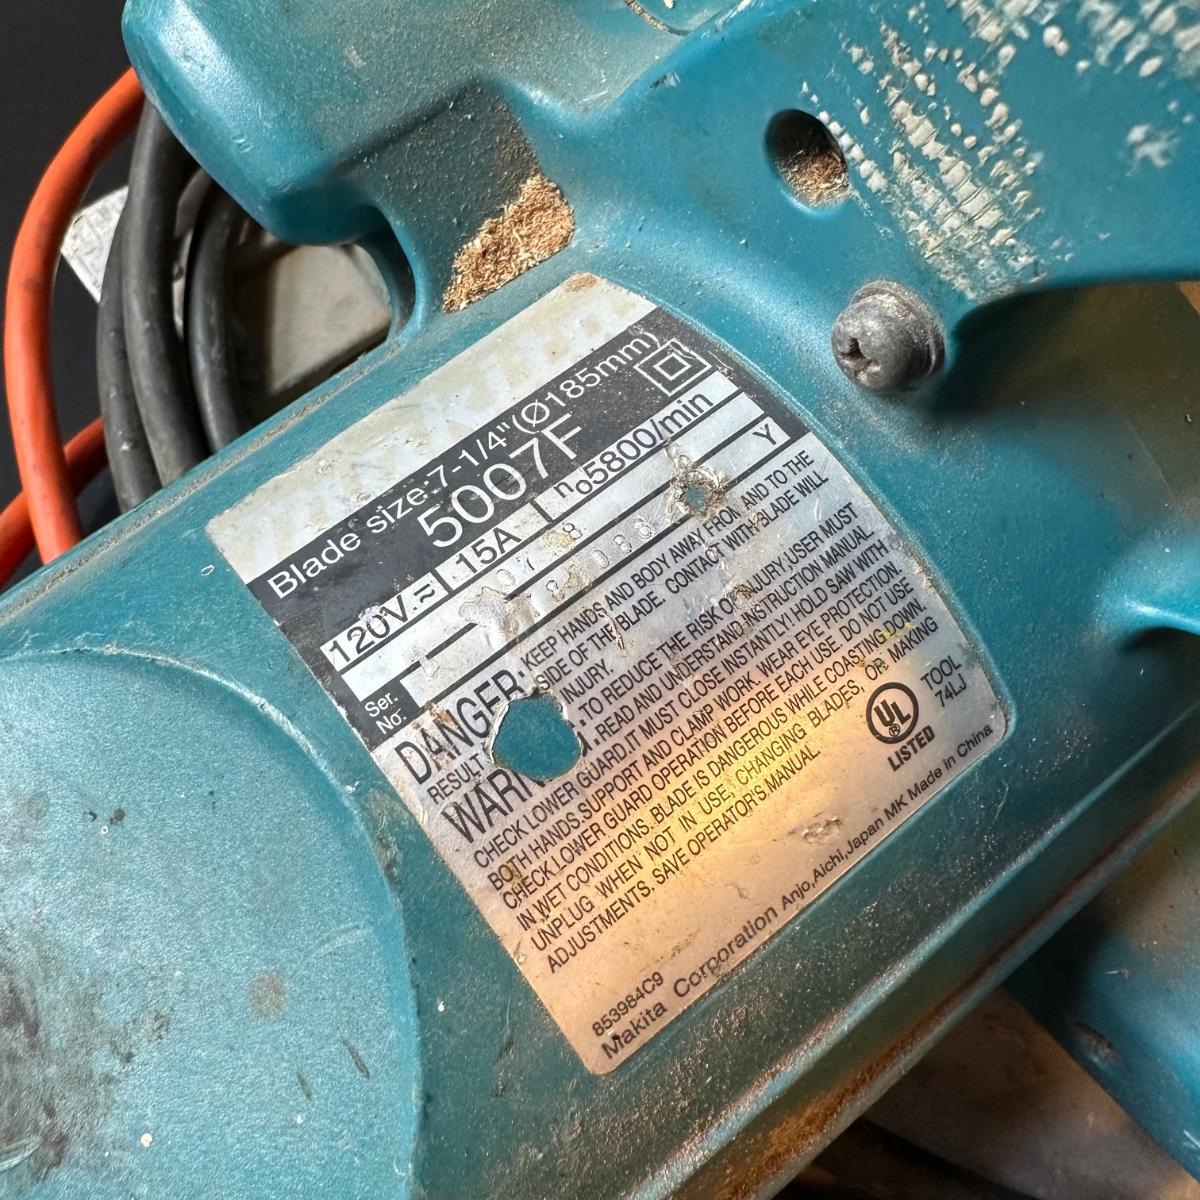 Makita
Blade size:7-1/4"(Ø185mm)
5007F
120V 15A no5800/min
Ser. No. Y
DANGER: KEEP HANDS AND BODY AWAY FROM AND TO THE
SIDE OF THE BLADE. CONTACT WITH BLADE WILL
RESULT INJURY.
TO REDUCE THE RISK OF INJURY,USER MUST
READ AND UNDERSTAND INSTRUCTION MANUAL.
CHECK LOWER GUARD.IT MUST CLOSE INSTANTLY! HOLD SAW WITH
BOTH HANDS.SUPPORT AND CLAMP WORK. WEAR EYE PROTECTION.
CHECK LOWER GUARD OPERATION BEFORE EACH USE. DO NOT USE
IN WET CONDITIONS. BLADE IS DANGEROUS WHILE COASTING DOWN.
UNPLUG WHEN NOT IN USE, CHANGING BLADES, OR MAKING
ADJUSTMENTS. SAVE OPERATOR'S MANUAL.
UL
LISTED
TOOL
74LJ
853984C9
Makita Corporation Anjo,Aichi,Japan MK Made in China